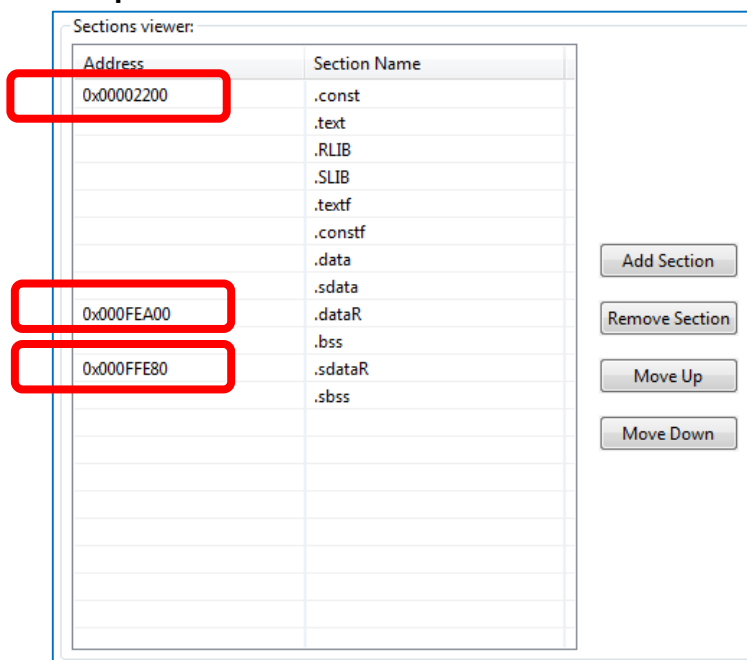 Sections viewer:
Address Section Name
0x00002200 .const
.text
.RLIB
.SLIB
.textf
.constf
.data
.sdata
0x000FEA00 .dataR
.bss
0x000FFE80 .sdataR
.sbss
Add Section
Remove Section
Move Up
Move Down